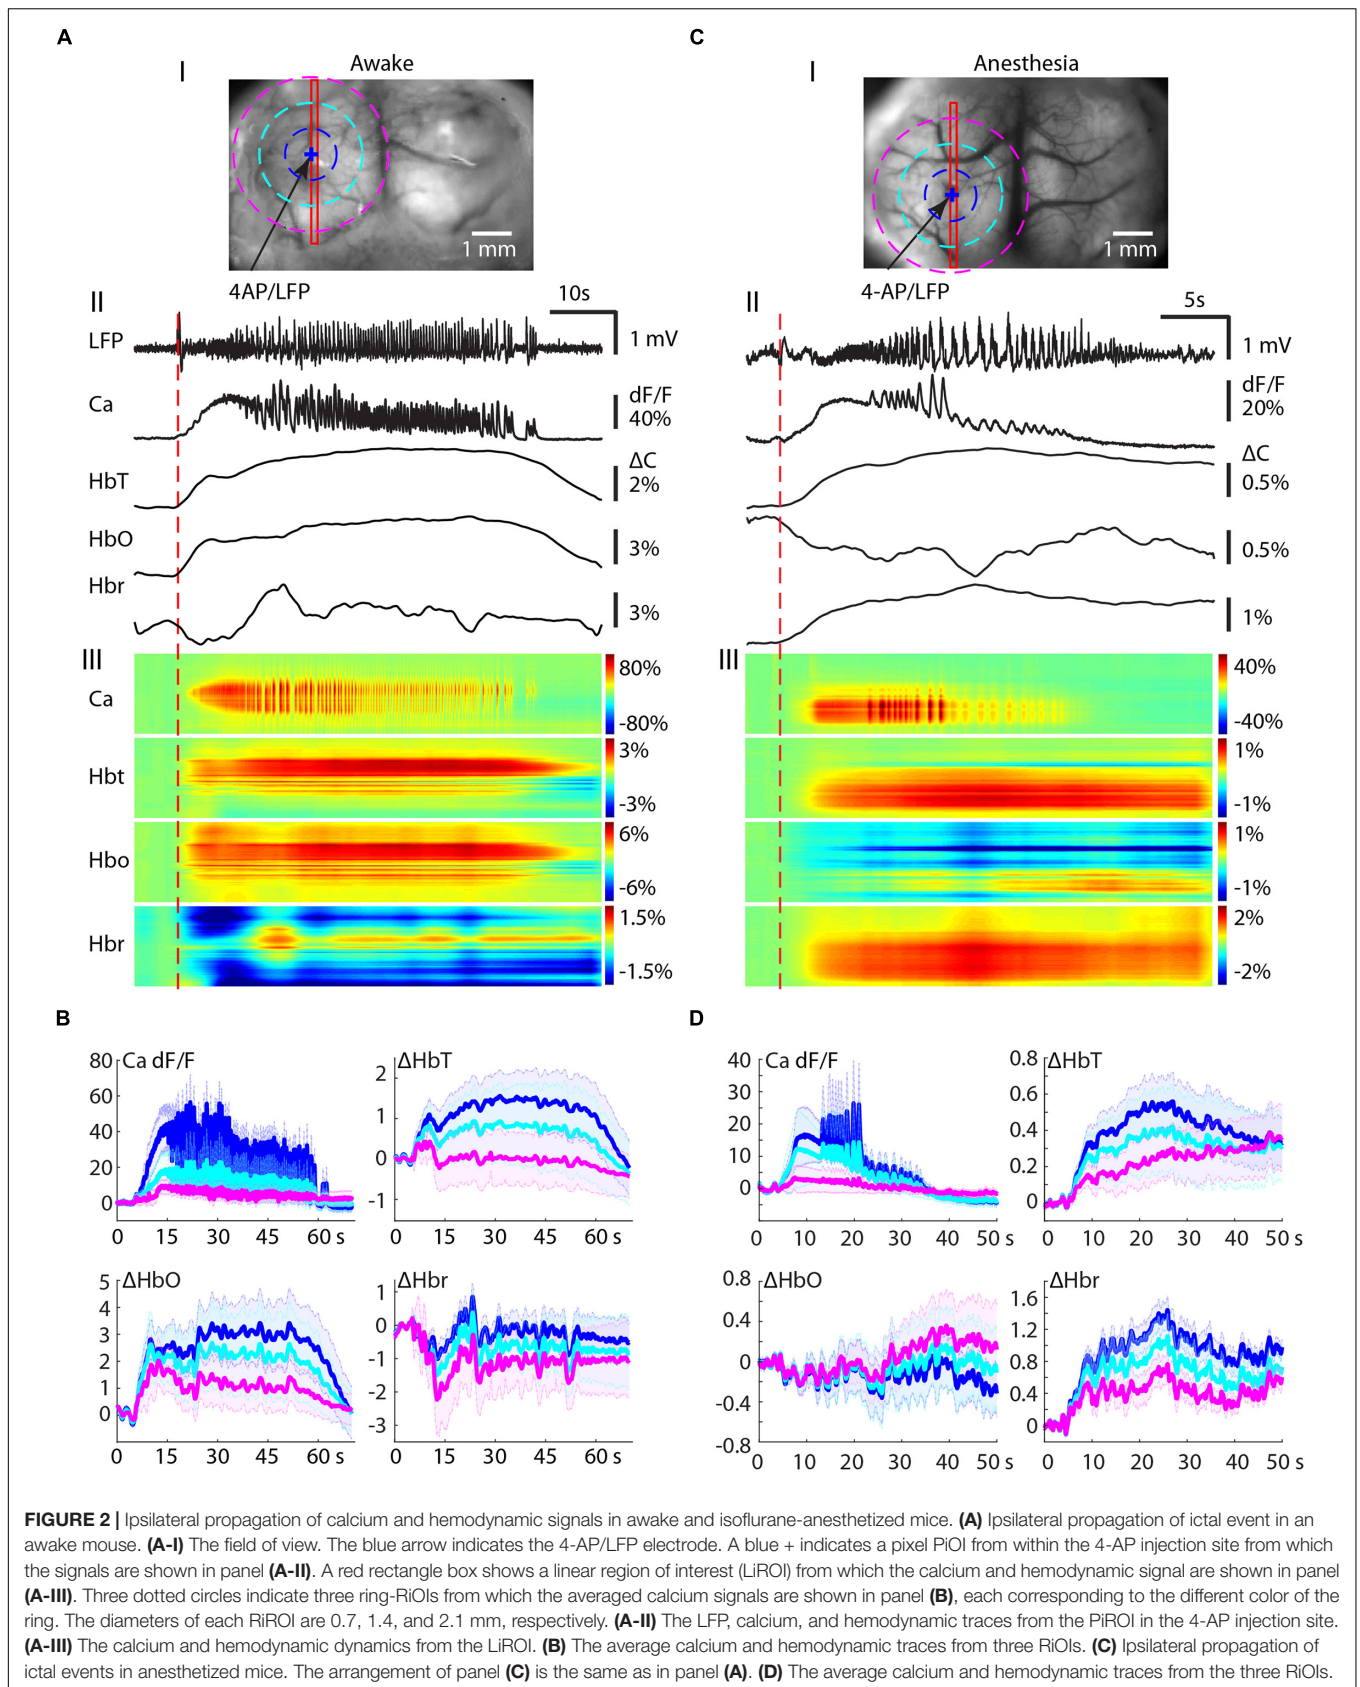 A
C
I
Awake
I
Anesthesia
1 mm
1 mm
4AP/LFP
4-AP/LFP
II
10s
II
5s
LFP
1 mV
1 mV
Ca
dF/F
40%
dF/F
20%
HbT
ΔC
2%
ΔC
0.5%
HbO
3%
0.5%
Hbr
3%
1%
III
III
Ca
80%
-80%
40%
-40%
Hbt
3%
-3%
1%
-1%
Hbo
6%
-6%
1%
-1%
Hbr
1.5%
-1.5%
2%
-2%
B
D
Ca dF/F
80
60
40
20
0
0 15 30 45 60 s
ΔHbT
2
1
0
-1
0 15 30 45 60 s
Ca dF/F
40
30
20
10
0
0 10 20 30 40 50 s
ΔHbT
0.8
0.6
0.4
0.2
0
0 10 20 30 40 50 s
ΔHbO
5
4
3
2
1
0
0 15 30 45 60 s
ΔHbr
1
0
-1
-2
-3
0 15 30 45 60 s
ΔHbO
0.8
0.4
0
-0.4
-0.8
0 10 20 30 40 50 s
ΔHbr
1.6
1.2
0.8
0.4
0
0 10 20 30 40 50 s
FIGURE 2 | Ipsilateral propagation of calcium and hemodynamic signals in awake and isoflurane-anesthetized mice. (A) Ipsilateral propagation of ictal event in an
awake mouse. (A-I) The field of view. The blue arrow indicates the 4-AP/LFP electrode. A blue + indicates a pixel PiOI from within the 4-AP injection site from which
the signals are shown in panel (A-II). A red rectangle box shows a linear region of interest (LiROI) from which the calcium and hemodynamic signal are shown in panel
(A-III). Three dotted circles indicate three ring-RiOIs from which the averaged calcium signals are shown in panel (B), each corresponding to the different color of the
ring. The diameters of each RiROI are 0.7, 1.4, and 2.1 mm, respectively. (A-II) The LFP, calcium, and hemodynamic traces from the PiROI in the 4-AP injection site.
(A-III) The calcium and hemodynamic dynamics from the LiROI. (B) The average calcium and hemodynamic traces from three RiOIs. (C) Ipsilateral propagation of
ictal events in anesthetized mice. The arrangement of panel (C) is the same as in panel (A). (D) The average calcium and hemodynamic traces from the three RiOIs.